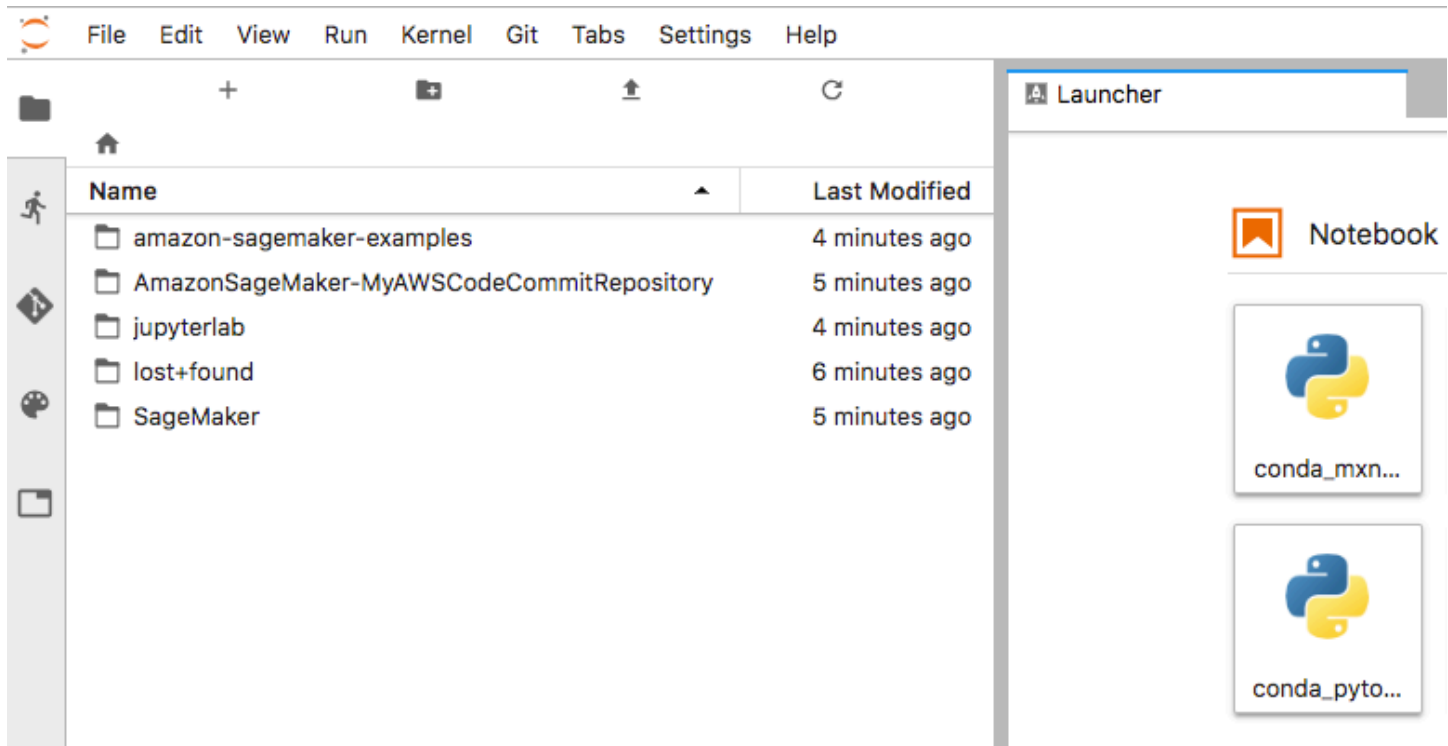 File Edit View Run Kernel Git Tabs Settings Help
Launcher
Name Last Modified
amazon-sagemaker-examples 4 minutes ago
AmazonSageMaker-MyAWSCodeCommitRepository 5 minutes ago
jupyterlab 4 minutes ago
lost+found 6 minutes ago
SageMaker 5 minutes ago
Notebook
conda_mxn...
conda_pyto...